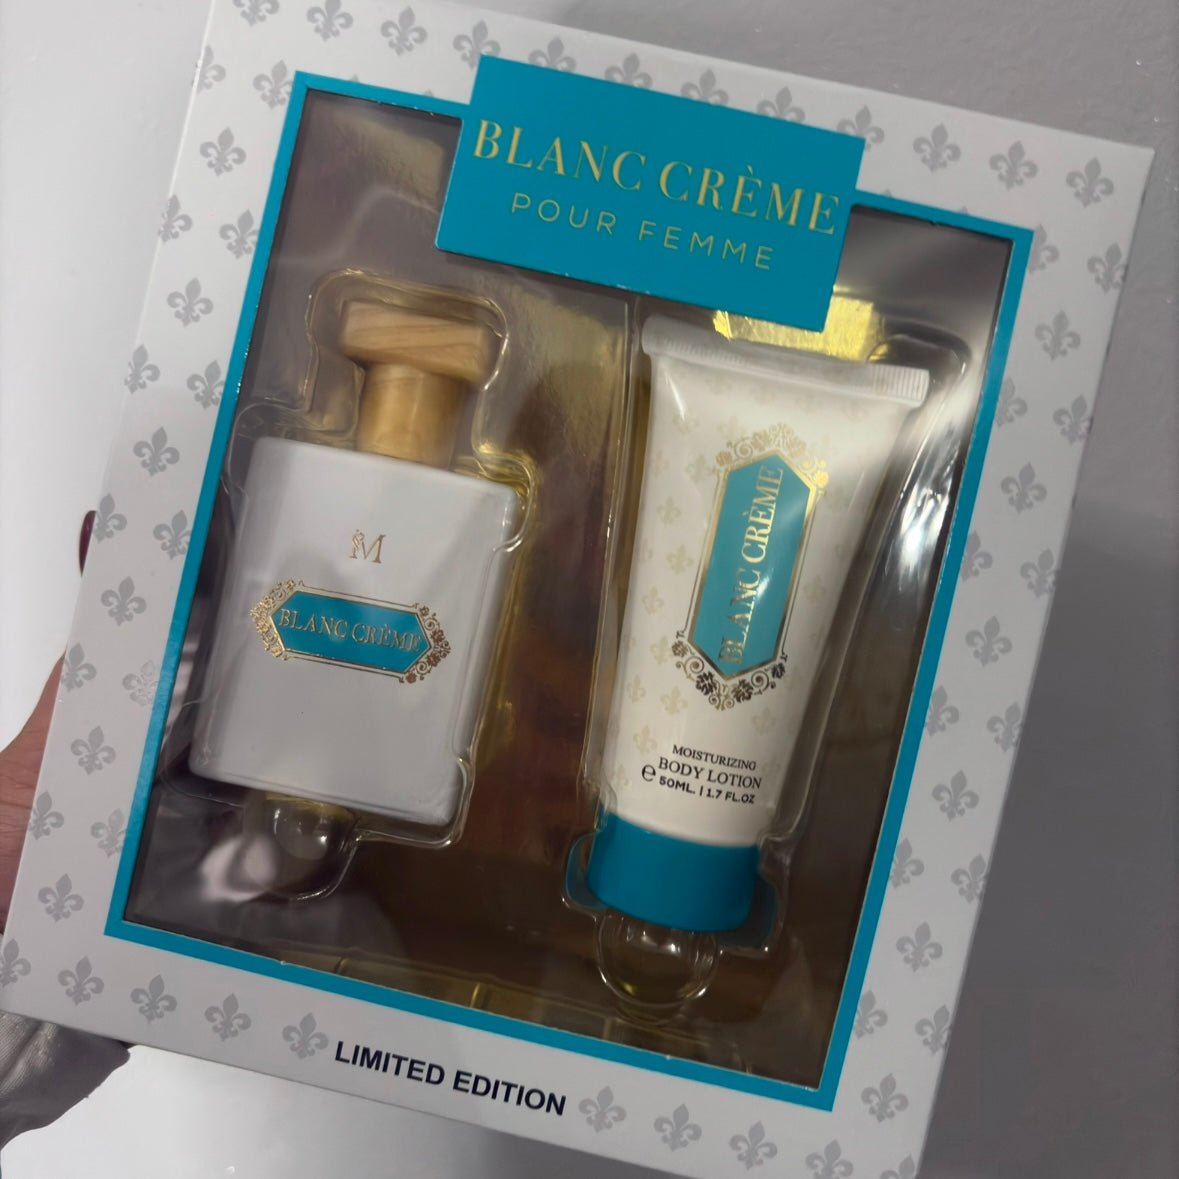 BLANC CRÈME
POUR FEMME
M
BLANC CRÈME
BLANC CRÈME
MOISTURIZING
BODY LOTION
e 50ML. | 1.7 FL.OZ
LIMITED EDITION